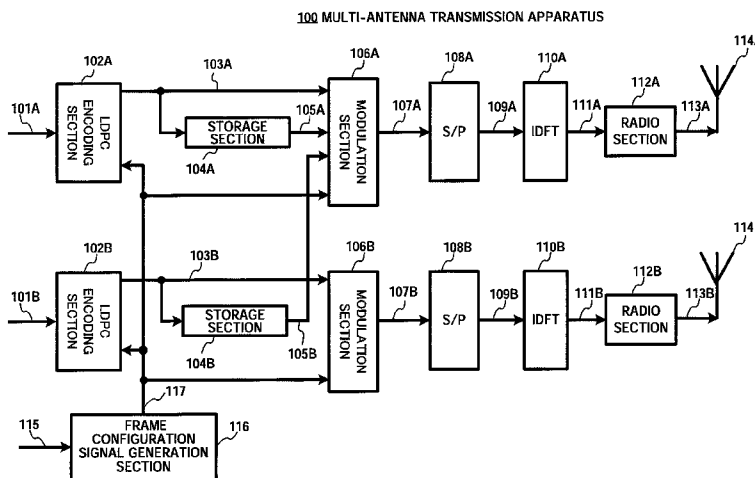 100 MULTI-ANTENNA TRANSMISSION APPARATUS
114A
102A
103A
106A
108A
110A
112A
101A
LDPC
ENCODING
SECTION
105A
STORAGE
SECTION
104A
MODULATION
SECTION
107A
S/P
109A
IDFT
111A
RADIO
SECTION
113A
114
102B
103B
106B
108B
110B
112B
101B
LDPC
ENCODING
SECTION
STORAGE
SECTION
104B
105B
MODULATION
SECTION
107B
S/P
109B
IDFT
111B
RADIO
SECTION
113B
117
115
FRAME
CONFIGURATION
SIGNAL GENERATION
SECTION
116